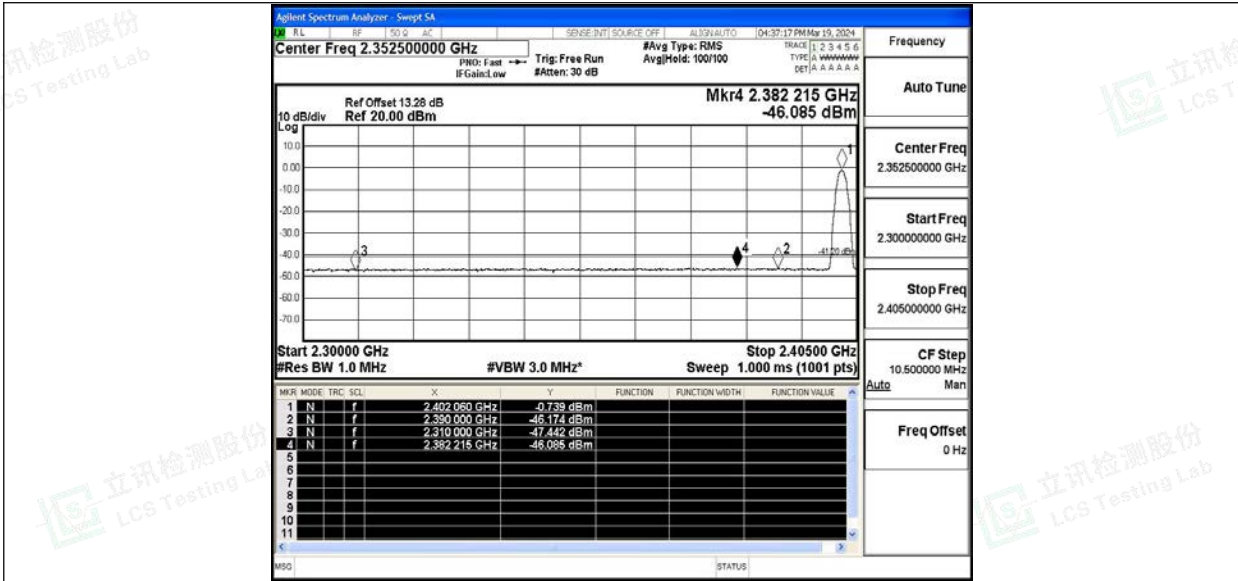 Agilent Spectrum Analyzer - Swept SA
RL RF 50 Ω AC SENSE:INT SOURCE OFF ALIGN AUTO 04:37:17 PM Mar 19, 2024
Center Freq 2.352500000 GHz
PNO: Fast
IFGain:Low
Trig: Free Run
#Atten: 30 dB
#Avg Type: RMS
Avg|Hold: 100/100
TRACE 1 2 3 4 5 6
TYPE A WWWWW
DET A A A A A A
Ref Offset 13.28 dB
Ref 20.00 dBm
10 dB/div
Log
Mkr4 2.382 215 GHz
-46.085 dBm
10.0
0.00
-10.0
-20.0
-30.0
-40.0
-50.0
-60.0
-70.0
1
3
4
2
-41.20 dBm
Start 2.30000 GHz
Stop 2.40500 GHz
#Res BW 1.0 MHz
#VBW 3.0 MHz*
Sweep 1.000 ms (1001 pts)
MKR MODE TRC SCL X Y FUNCTION FUNCTION WIDTH FUNCTION VALUE
1 N f 2.402 060 GHz -0.739 dBm
2 N f 2.390 000 GHz -46.174 dBm
3 N f 2.310 000 GHz -47.442 dBm
4 N f 2.382 215 GHz -46.085 dBm
5
6
7
8
9
10
11
MSG
STATUS
Frequency
Auto Tune
Center Freq
2.352500000 GHz
Start Freq
2.300000000 GHz
Stop Freq
2.405000000 GHz
CF Step
10.500000 MHz
Auto Man
Freq Offset
0 Hz
讯检测股份
CS Testing Lab
立讯检
LCS T
立讯检测股份
LCS Testing La
立讯检测股份
LCS Testing Lab